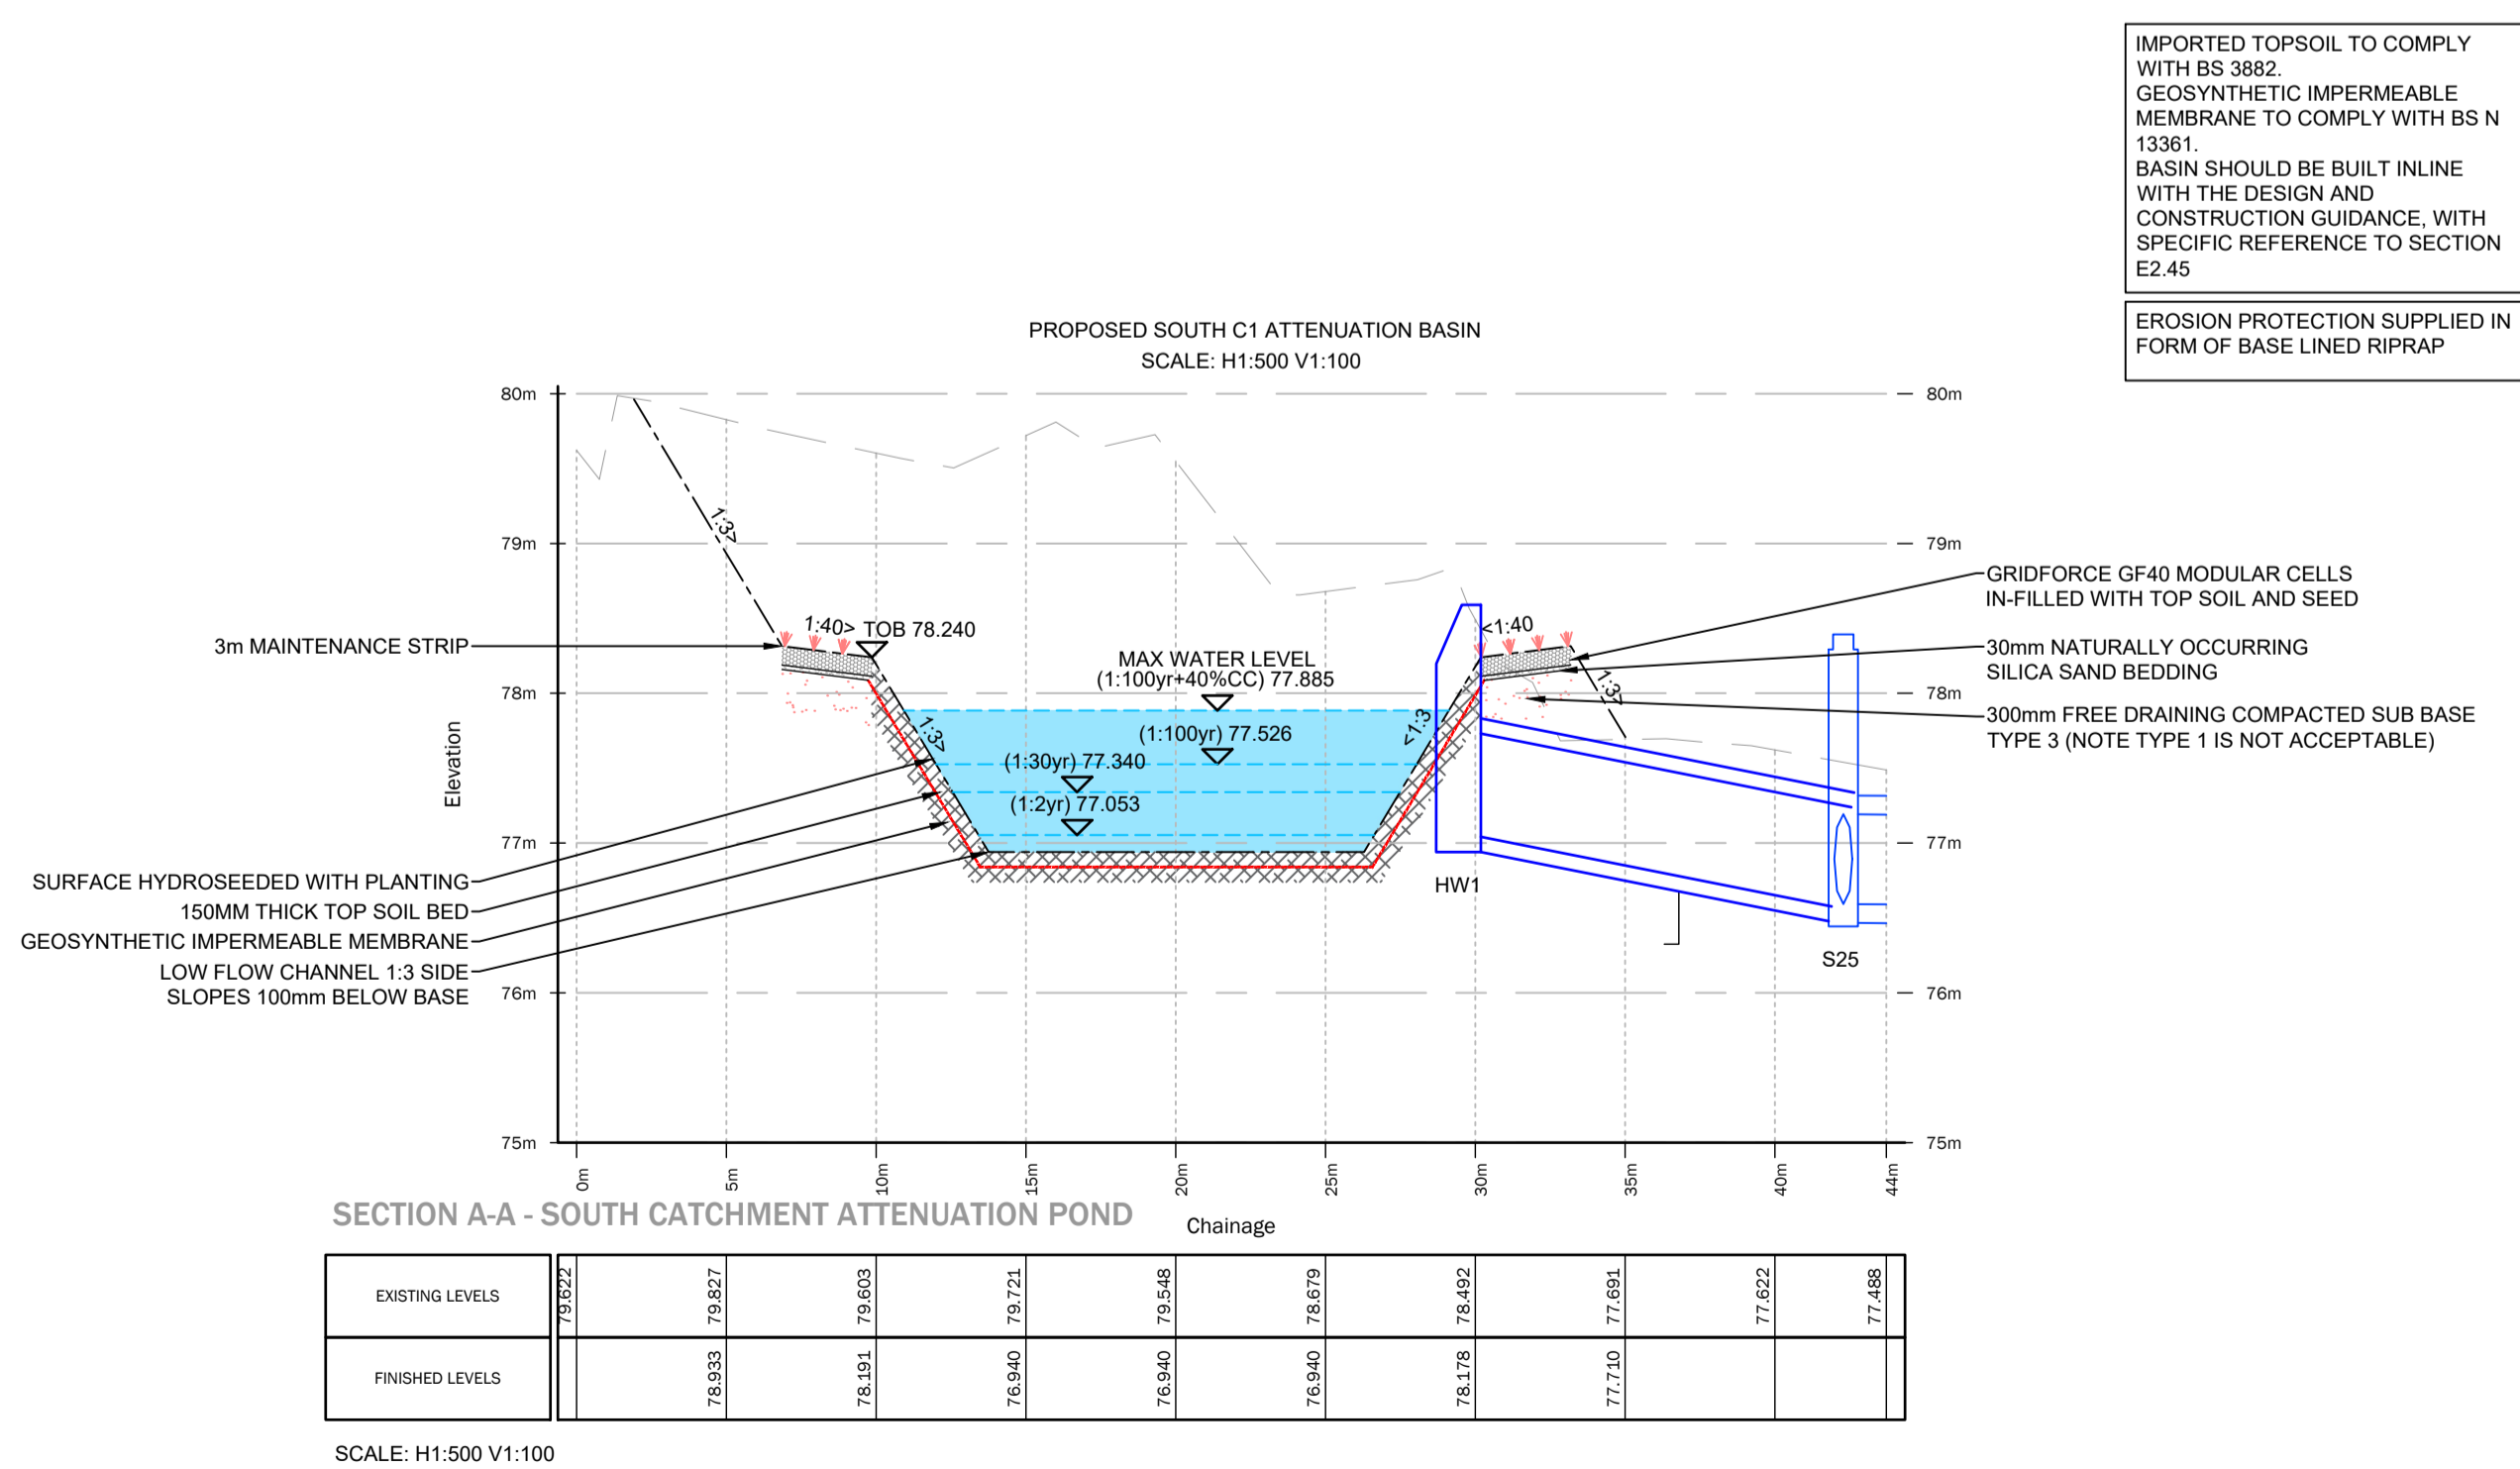 IMPORTED TOPSOIL TO COMPLY
WITH BS 3882.
GEOSYNTHETIC IMPERMEABLE
MEMBRANE TO COMPLY WITH BS N
13361.
BASIN SHOULD BE BUILT INLINE
WITH THE DESIGN AND
CONSTRUCTION GUIDANCE, WITH
SPECIFIC REFERENCE TO SECTION
E2.45
EROSION PROTECTION SUPPLIED IN
FORM OF BASE LINED RIPRAP
PROPOSED SOUTH C1 ATTENUATION BASIN
SCALE: H1:500 V1:100
80m
80m
79m
79m
78m
78m
77m
77m
76m
76m
75m
75m
Elevation
1:3>
1:40>
TOB 78.240
<1:40
1:3>
1:3>
<1:3
MAX WATER LEVEL
(1:100yr+40%CC) 77.885
(1:100yr) 77.526
(1:30yr) 77.340
(1:2yr) 77.053
3m MAINTENANCE STRIP
GRIDFORCE GF40 MODULAR CELLS
IN-FILLED WITH TOP SOIL AND SEED
30mm NATURALLY OCCURRING
SILICA SAND BEDDING
300mm FREE DRAINING COMPACTED SUB BASE
TYPE 3 (NOTE TYPE 1 IS NOT ACCEPTABLE)
SURFACE HYDROSEEDED WITH PLANTING
150MM THICK TOP SOIL BED
GEOSYNTHETIC IMPERMEABLE MEMBRANE
LOW FLOW CHANNEL 1:3 SIDE
SLOPES 100mm BELOW BASE
HW1
S25
0m
5m
10m
15m
20m
25m
30m
35m
40m
44m
SECTION A-A - SOUTH CATCHMENT ATTENUATION POND
Chainage
EXISTING LEVELS
79.622
79.827
79.603
79.721
79.548
78.679
78.492
77.691
77.622
77.488
FINISHED LEVELS
78.933
78.191
76.940
76.940
76.940
78.178
77.710
SCALE: H1:500 V1:100